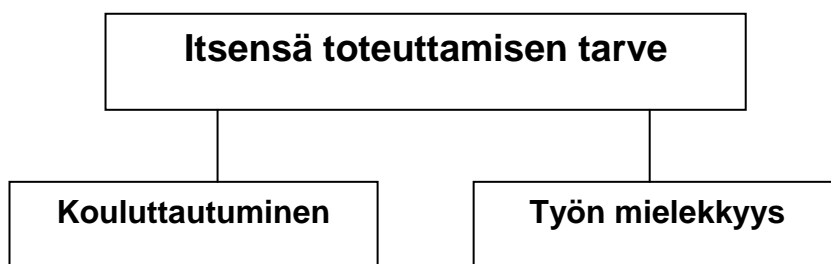 Itsensä toteuttamisen tarve
Kouluttautuminen
Työn mielekkyys